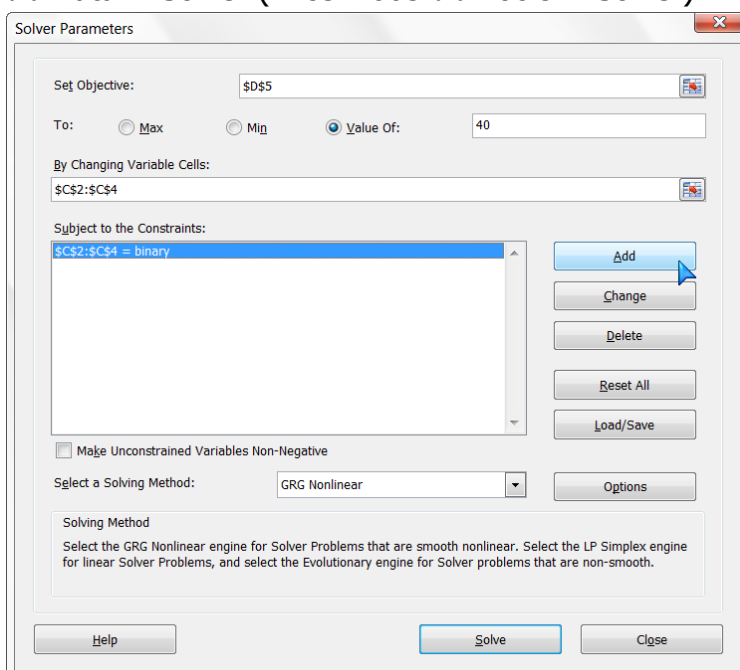 Solver Parameters
Set Objective: $D$5
To: Max Min Value Of: 40
By Changing Variable Cells:
$C$2:$C$4
Subject to the Constraints:
$C$2:$C$4 = binary
Add
Change
Delete
Reset All
Load/Save
Make Unconstrained Variables Non-Negative
Select a Solving Method: GRG Nonlinear Options
Solving Method
Select the GRG Nonlinear engine for Solver Problems that are smooth nonlinear. Select the LP Simplex engine
for linear Solver Problems, and select the Evolutionary engine for Solver problems that are non-smooth.
Help Solve Close